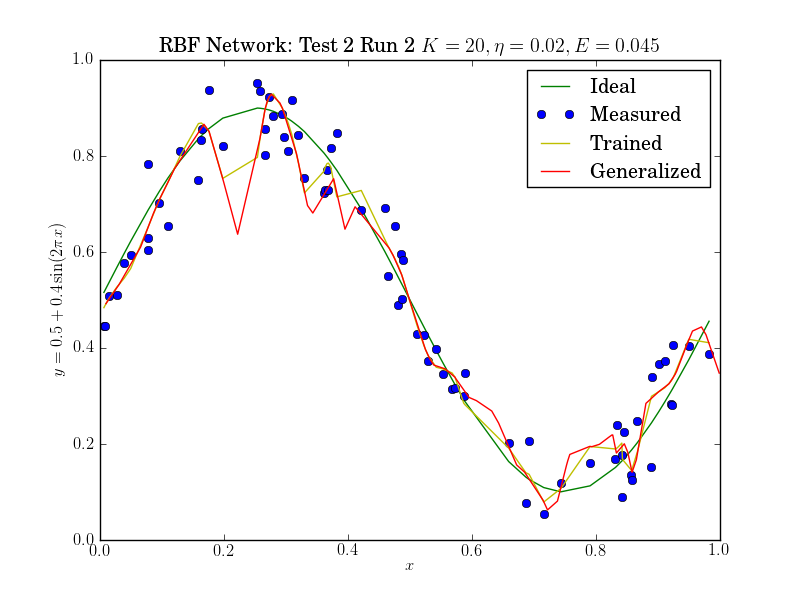 RBF Network: Test 2 Run 2 K = 20, η = 0.02, E = 0.045
Ideal
Measured
Trained
Generalized
y = 0.5 + 0.4 sin(2πx)
1.0
0.8
0.6
0.4
0.2
0.0
0.0 0.2 0.4 0.6 0.8 1.0
x